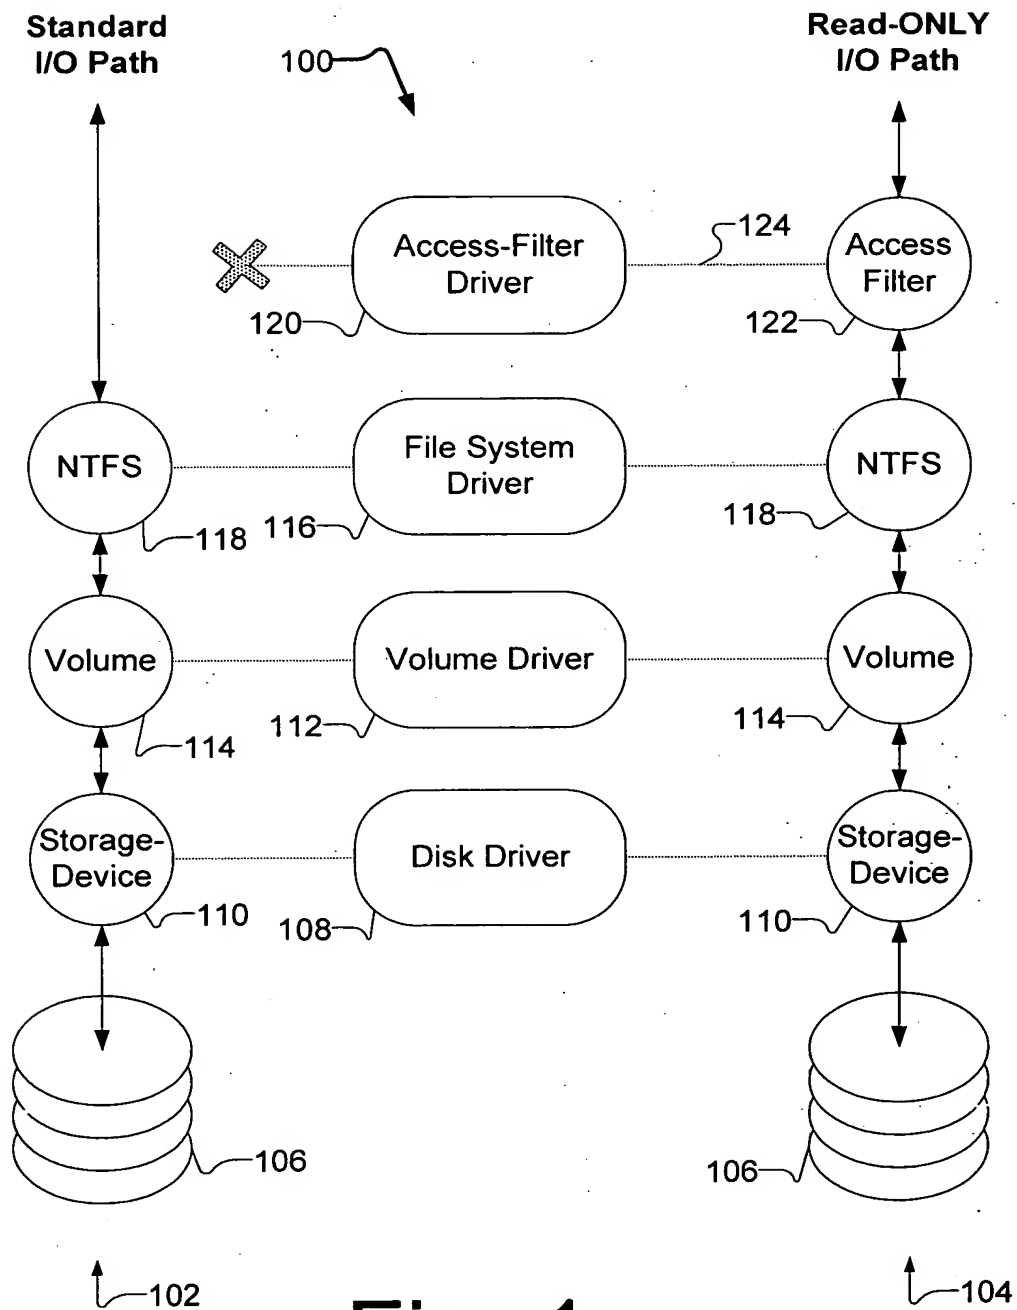 Standard
I/O Path
Read-ONLY
I/O Path
100
Access-Filter
Driver
124
Access
Filter
120
122
NTFS
File System
Driver
NTFS
118
116
118
Volume
Volume Driver
Volume
114
112
114
Storage-
Device
Disk Driver
Storage-
Device
110
108
110
106
106
102
104